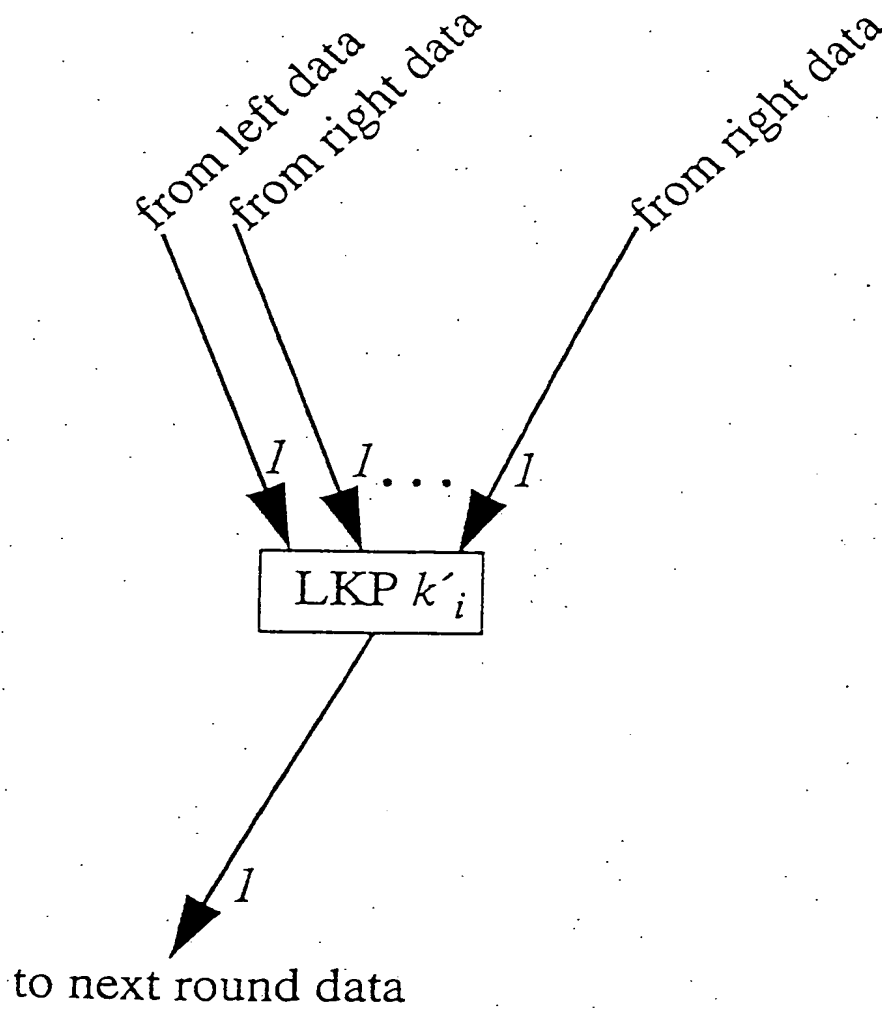 from left data
from right data
from right data
1
1
. . .
1
LKP k´i
1
to next round data